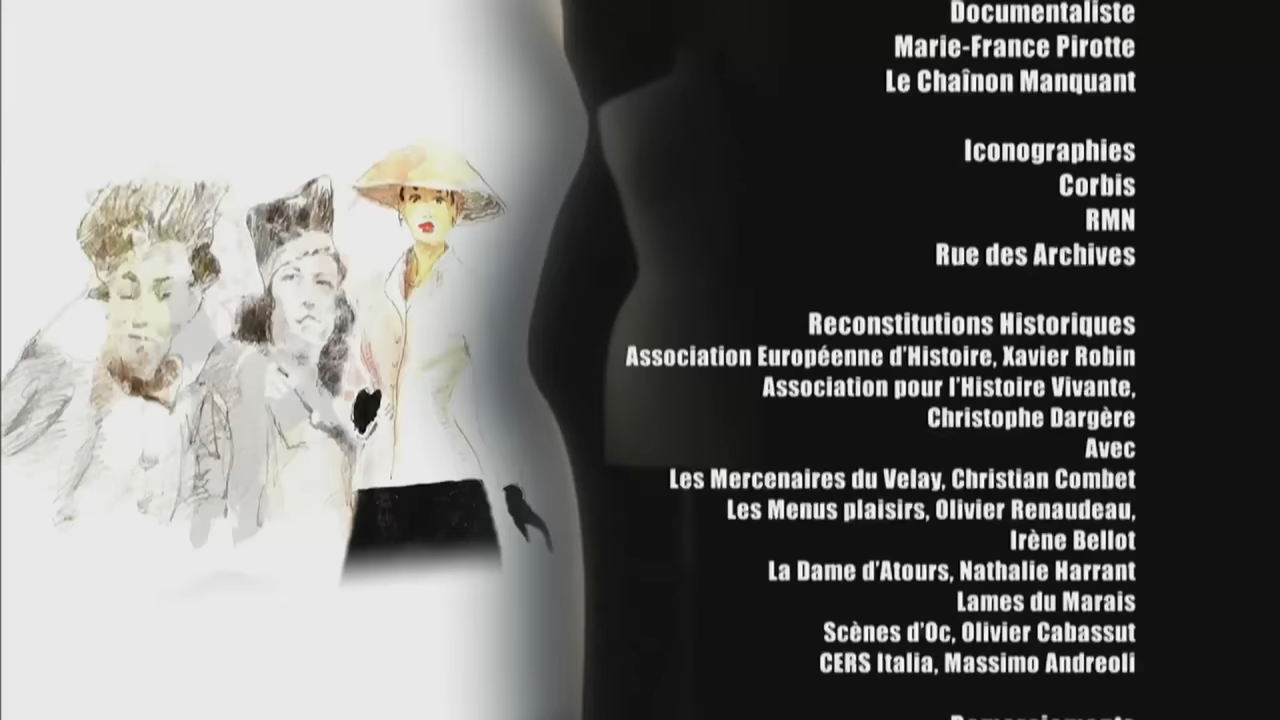 Documentaliste
Marie-France Pirotte
Le Chaînon Manquant
Iconographies
Corbis
RMN
Rue des Archives
Reconstitutions Historiques
Association Européenne d'Histoire, Xavier Robin
Association pour l'Histoire Vivante,
Christophe Dargère
Avec
Les Mercenaires du Velay, Christian Combet
Les Menus plaisirs, Olivier Renaudeau,
Irène Bellot
La Dame d'Atours, Nathalie Harrant
Lames du Marais
Scènes d'Oc, Olivier Cabassut
CERS Italia, Massimo Andreoli